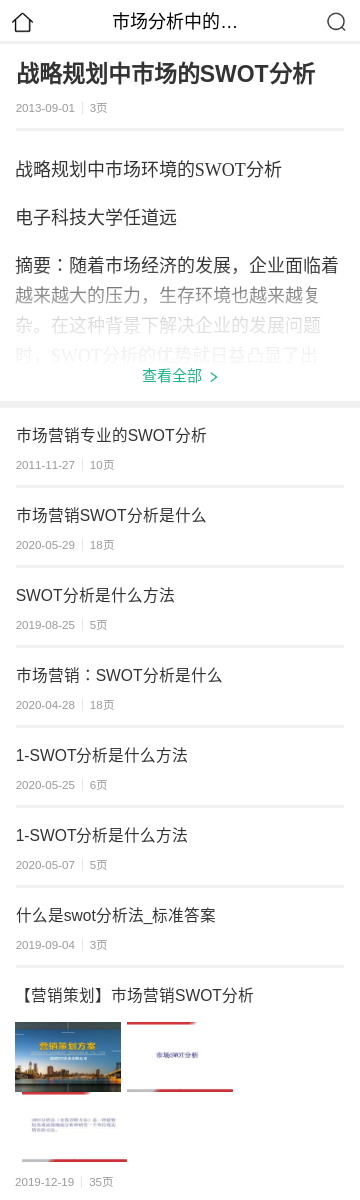 市场分析中的…
战略规划中市场的SWOT分析
2013-09-01 3页
战略规划中市场环境的SWOT分析
电子科技大学任道远
摘要：随着市场经济的发展，企业面临着
越来越大的压力，生存环境也越来越复
杂。在这种背景下解决企业的发展问题
时，SWOT分析的优势就日益凸显了出
查看全部
市场营销专业的SWOT分析
2011-11-27 10页
市场营销SWOT分析是什么
2020-05-29 18页
SWOT分析是什么方法
2019-08-25 5页
市场营销：SWOT分析是什么
2020-04-28 18页
1-SWOT分析是什么方法
2020-05-25 6页
1-SWOT分析是什么方法
2020-05-07 5页
什么是swot分析法_标准答案
2019-09-04 3页
【营销策划】市场营销SWOT分析
营销策划方案
市场SWOT分析
2019-12-19 35页